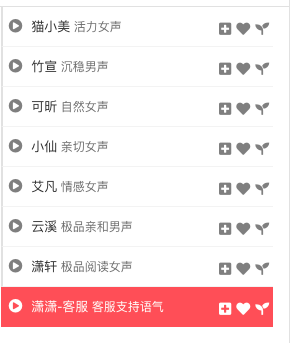 猫小美 活力女声
竹宣 沉稳男声
可昕 自然女声
小仙 亲切女声
艾凡 情感女声
云溪 极品亲和男声
潇轩 极品阅读女声
潇潇-客服 客服支持语气